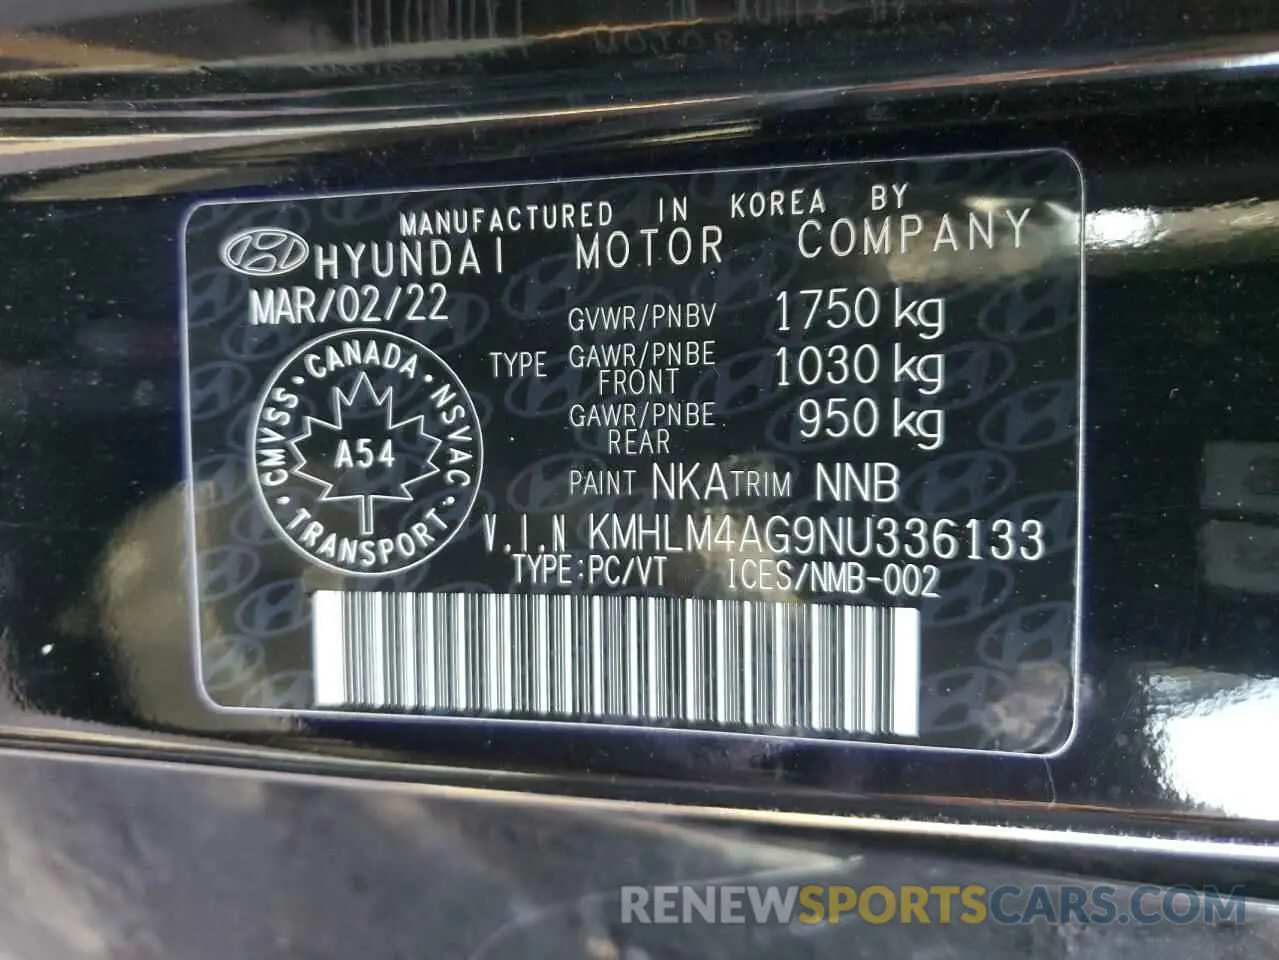 MANUFACTURED IN KOREA BY
HYUNDAI MOTOR COMPANY
MAR/02/22
GVWR/PNBV 1750 kg
TYPE GAWR/PNBE FRONT 1030 kg
GAWR/PNBE REAR 950 kg
CANADA · NSVAC · TRANSPORT · CMVSS ·
A54
PAINT NKA TRIM NNB
V.I.N KMHLM4AG9NU336133
TYPE:PC/VT ICES/NMB-002
RENEWSPORTSCARS.COM